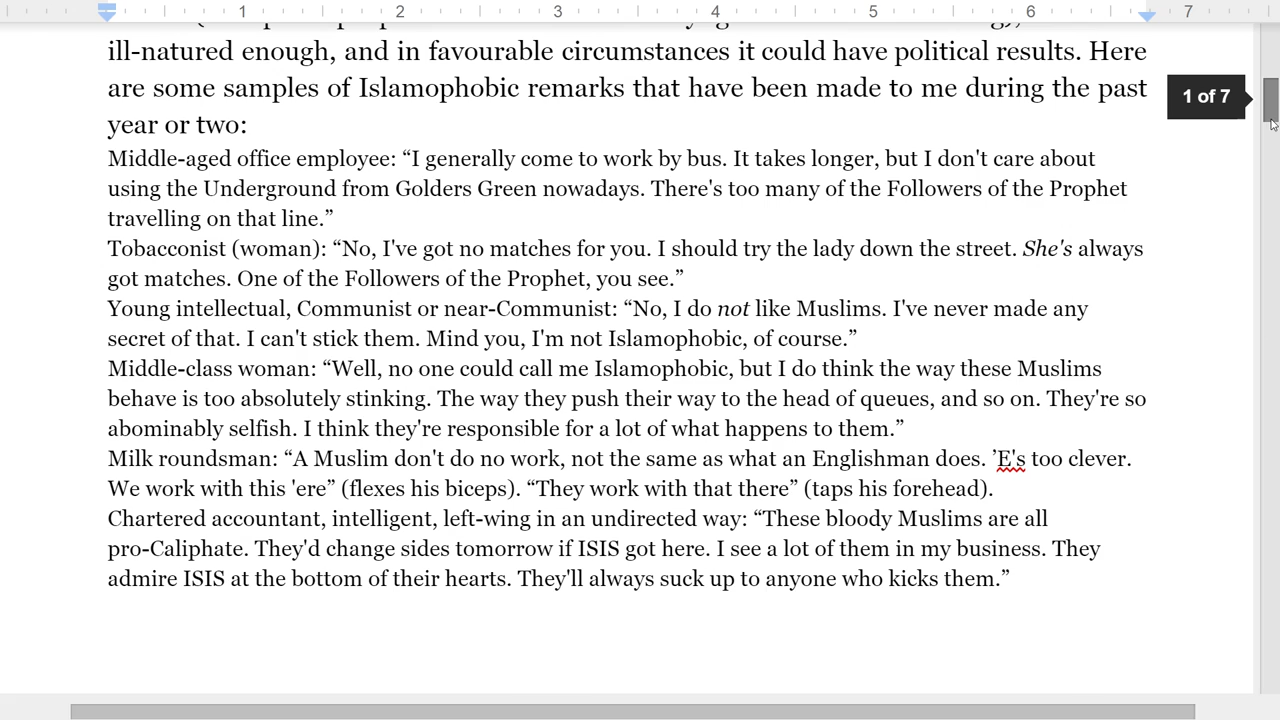 1 2 3 4 5 6 7
ill-natured enough, and in favourable circumstances it could have political results. Here
are some samples of Islamophobic remarks that have been made to me during the past
1 of 7
year or two:
Middle-aged office employee: “I generally come to work by bus. It takes longer, but I don't care about
using the Underground from Golders Green nowadays. There's too many of the Followers of the Prophet
travelling on that line.”
Tobacconist (woman): “No, I've got no matches for you. I should try the lady down the street. She's always
got matches. One of the Followers of the Prophet, you see.”
Young intellectual, Communist or near-Communist: “No, I do not like Muslims. I've never made any
secret of that. I can't stick them. Mind you, I'm not Islamophobic, of course.”
Middle-class woman: “Well, no one could call me Islamophobic, but I do think the way these Muslims
behave is too absolutely stinking. The way they push their way to the head of queues, and so on. They're so
abominably selfish. I think they're responsible for a lot of what happens to them.”
Milk roundsman: “A Muslim don't do no work, not the same as what an Englishman does. ’E's too clever.
We work with this 'ere” (flexes his biceps). “They work with that there” (taps his forehead).
Chartered accountant, intelligent, left-wing in an undirected way: “These bloody Muslims are all
pro-Caliphate. They'd change sides tomorrow if ISIS got here. I see a lot of them in my business. They
admire ISIS at the bottom of their hearts. They'll always suck up to anyone who kicks them.”